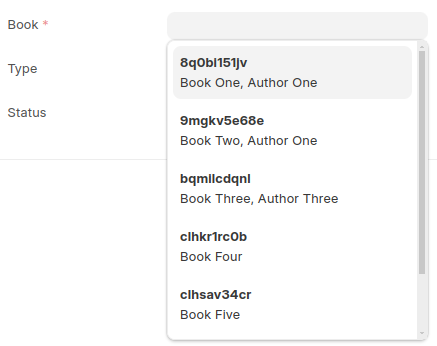 Book *
8q0bl151jv
Book One, Author One
Type
Status
9mgkv5e68e
Book Two, Author One
bqmllcdqnl
Book Three, Author Three
clhkr1rc0b
Book Four
clhsav34cr
Book Five